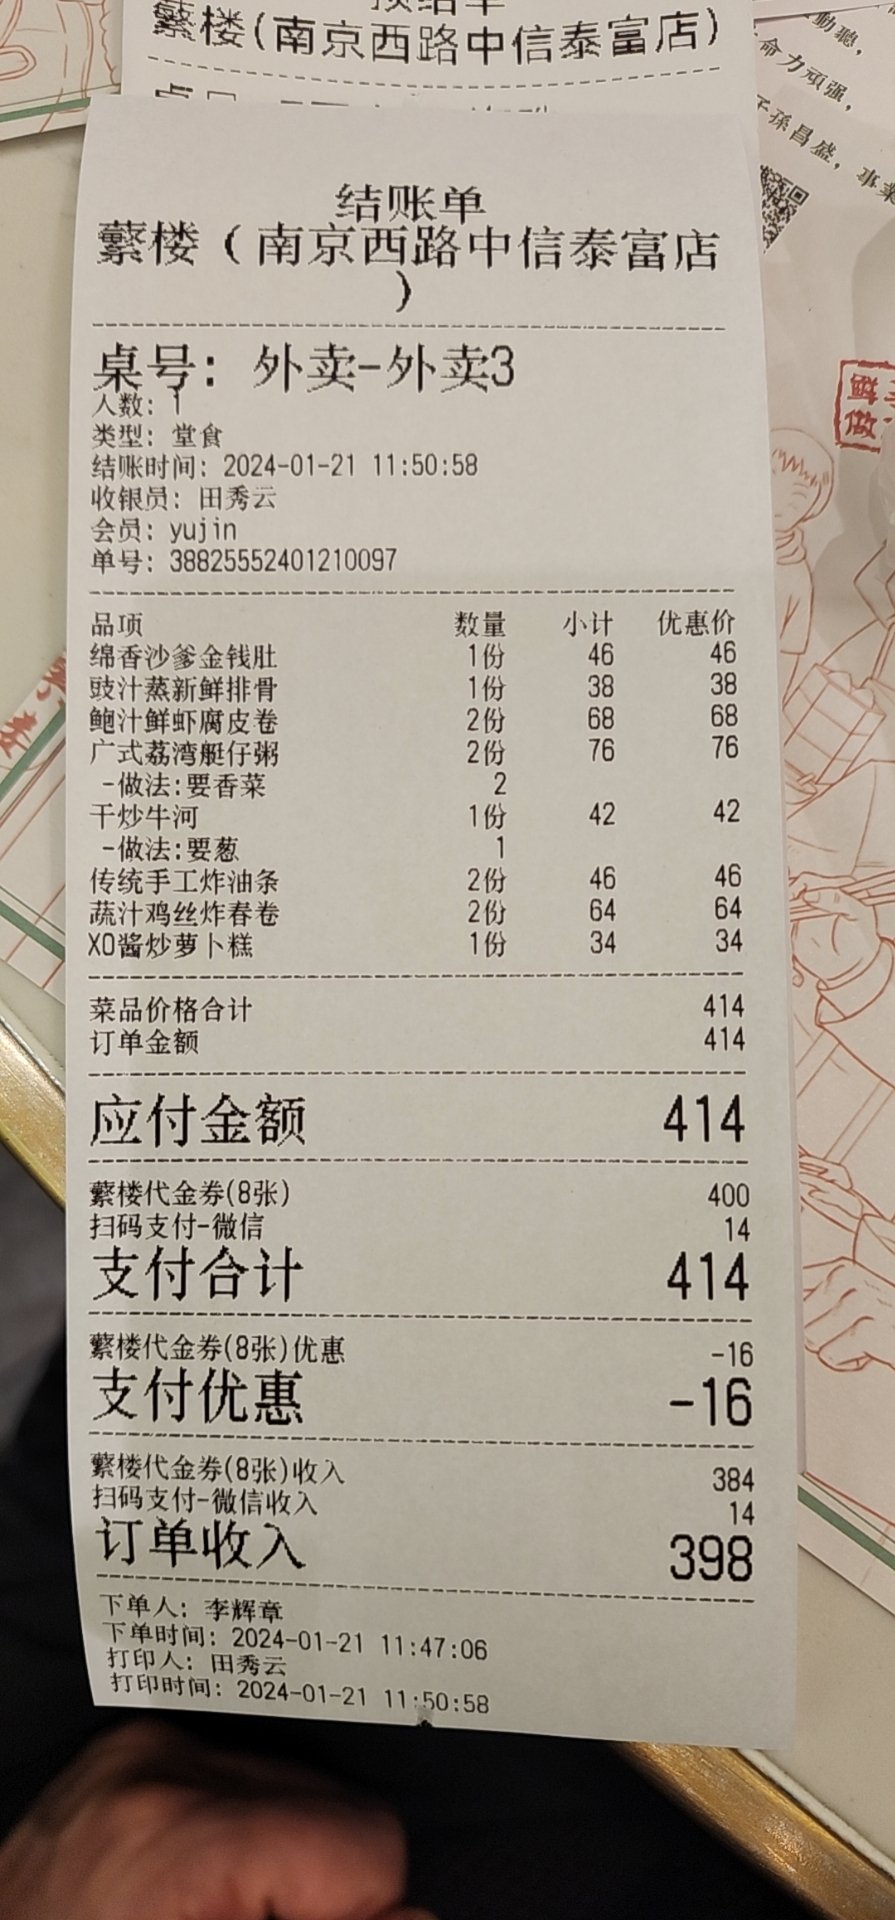 蘩楼(南京西路中信泰富店)
動聽，
命力頑强，
子孫昌盛，事業
结账单
蘩楼（南京西路中信泰富店
）
桌号: 外卖-外卖3
人数: 1
类型: 堂食
结账时间: 2024-01-21 11:50:58
收银员: 田秀云
会员: yujin
单号: 38825552401210097
品项 数量 小计 优惠价
绵香沙爹金钱肚 1份 46 46
豉汁蒸新鲜排骨 1份 38 38
鲍汁鲜虾腐皮卷 2份 68 68
广式荔湾艇仔粥 2份 76 76
-做法:要香菜 2
干炒牛河 1份 42 42
-做法:要葱 1
传统手工炸油条 2份 46 46
蔬汁鸡丝炸春卷 2份 64 64
XO酱炒萝卜糕 1份 34 34
菜品价格合计 414
订单金额 414
应付金额 414
蘩楼代金券(8张) 400
扫码支付-微信 14
支付合计 414
蘩楼代金券(8张)优惠 -16
支付优惠 -16
蘩楼代金券(8张)收入 384
扫码支付-微信收入 14
订单收入 398
下单人: 李辉章
下单时间: 2024-01-21 11:47:06
打印人: 田秀云
打印时间: 2024-01-21 11:50:58